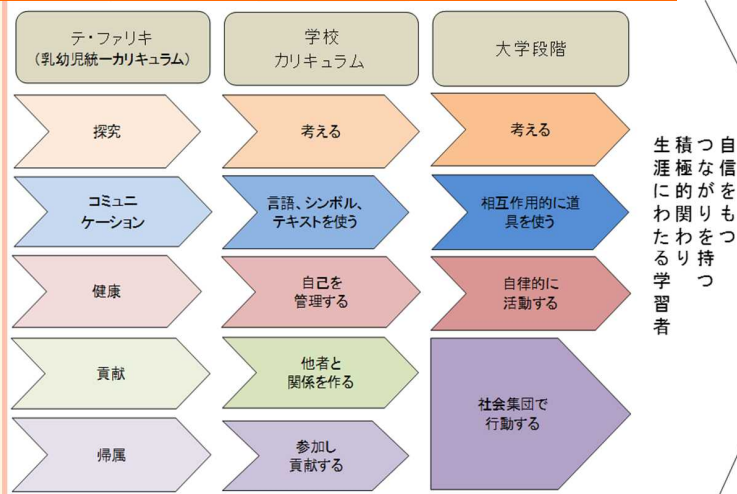 テ・ファリキ
（乳幼児統一カリキュラム）
学校
カリキュラム
大学段階
探究
考える
考える
コミュニ
ケーション
言語、シンボル、
テキストを使う
相互作用的に道
具を使う
健康
自己を
管理する
自律的に
活動する
貢献
他者と
関係を作る
社会集団で
行動する
帰属
参加し
貢献する
自信をもつ
つながりを持つ
積極的関わり
生涯にわたる学習者